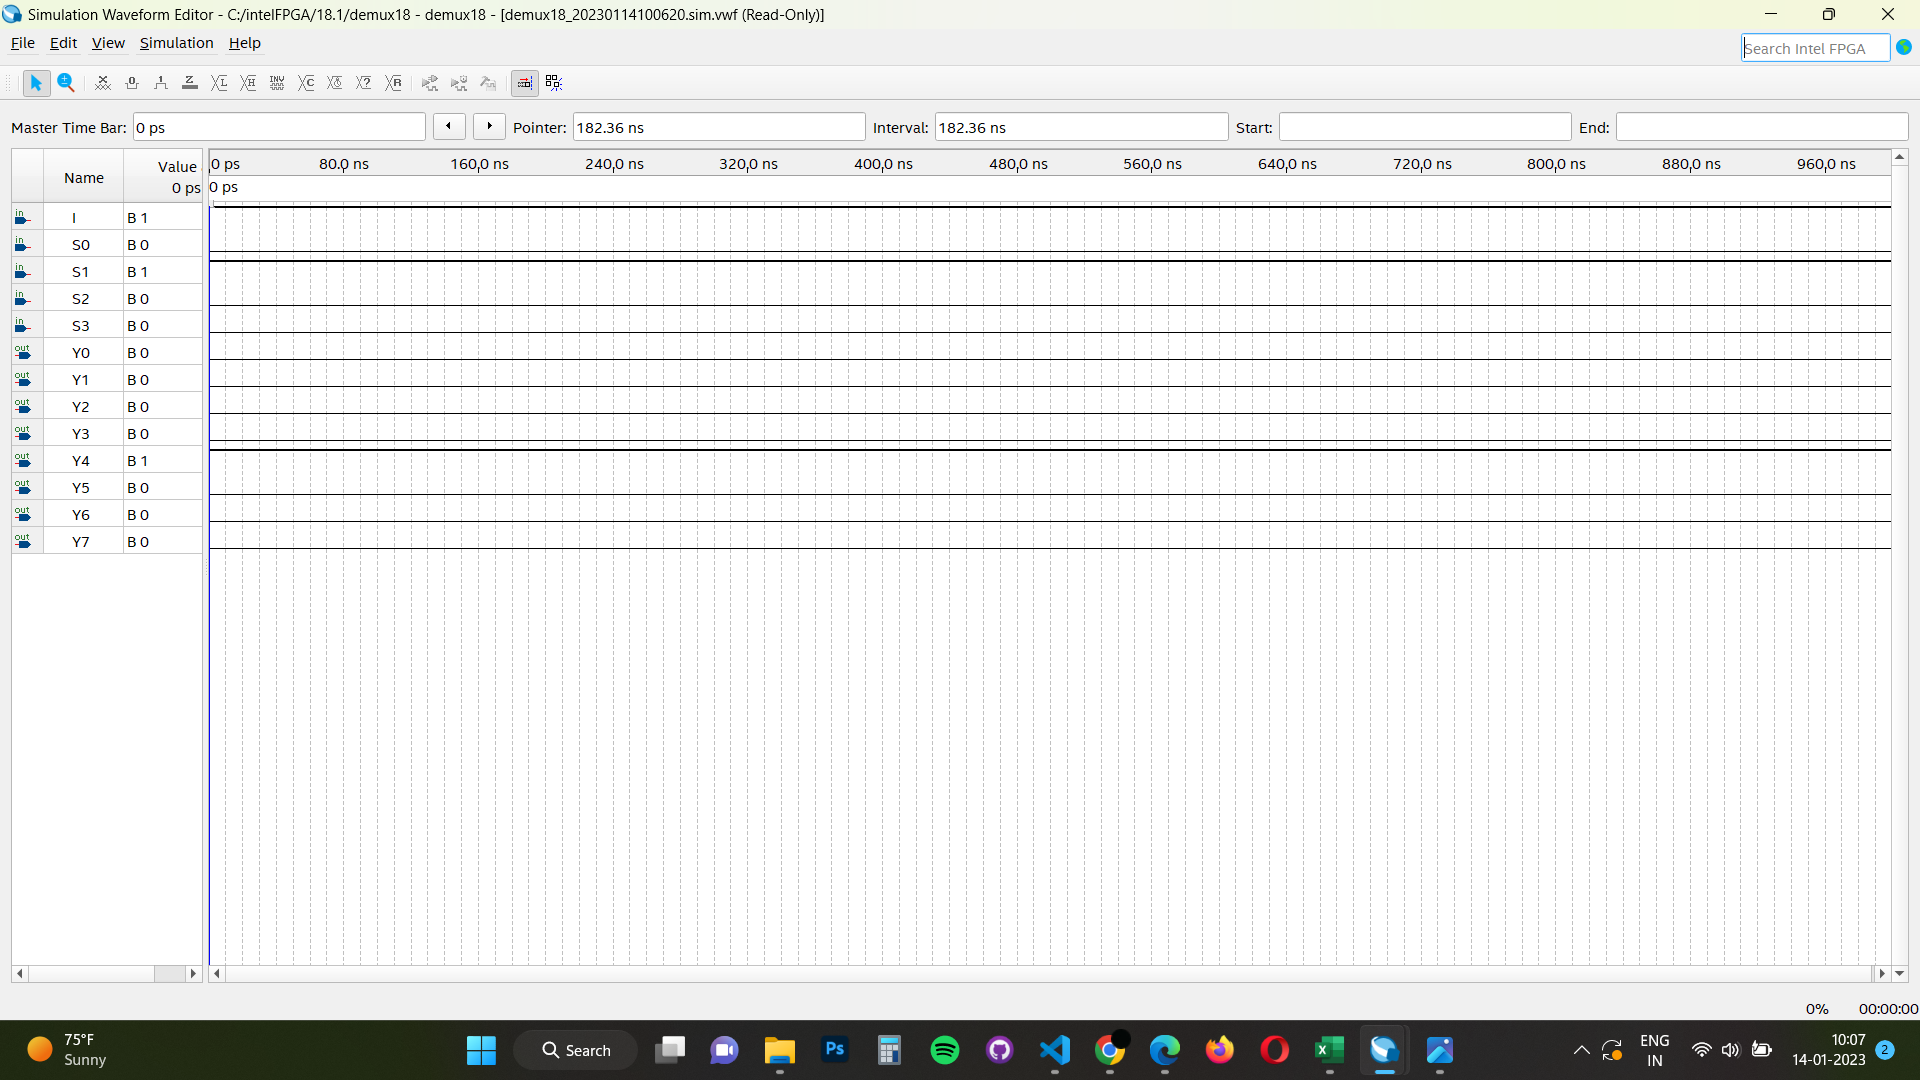 Simulation Waveform Editor - C:/intelFPGA/18.1/demux18 - demux18 - [demux18_20230114100620.sim.vwf (Read-Only)]
File Edit View Simulation Help
Search Intel FPGA
Master Time Bar: 0 ps Pointer: 182.36 ns Interval: 182.36 ns Start: End:
Name Value 0 ps
0 ps 80.0 ns 160.0 ns 240.0 ns 320.0 ns 400.0 ns 480.0 ns 560.0 ns 640.0 ns 720.0 ns 800.0 ns 880.0 ns 960.0 ns
0 ps
in I B 1
in S0 B 0
in S1 B 1
in S2 B 0
in S3 B 0
out Y0 B 0
out Y1 B 0
out Y2 B 0
out Y3 B 0
out Y4 B 1
out Y5 B 0
out Y6 B 0
out Y7 B 0
0% 00:00:00
75°F
Sunny
Search
Ps
ENG
IN
10:07
14-01-2023
2